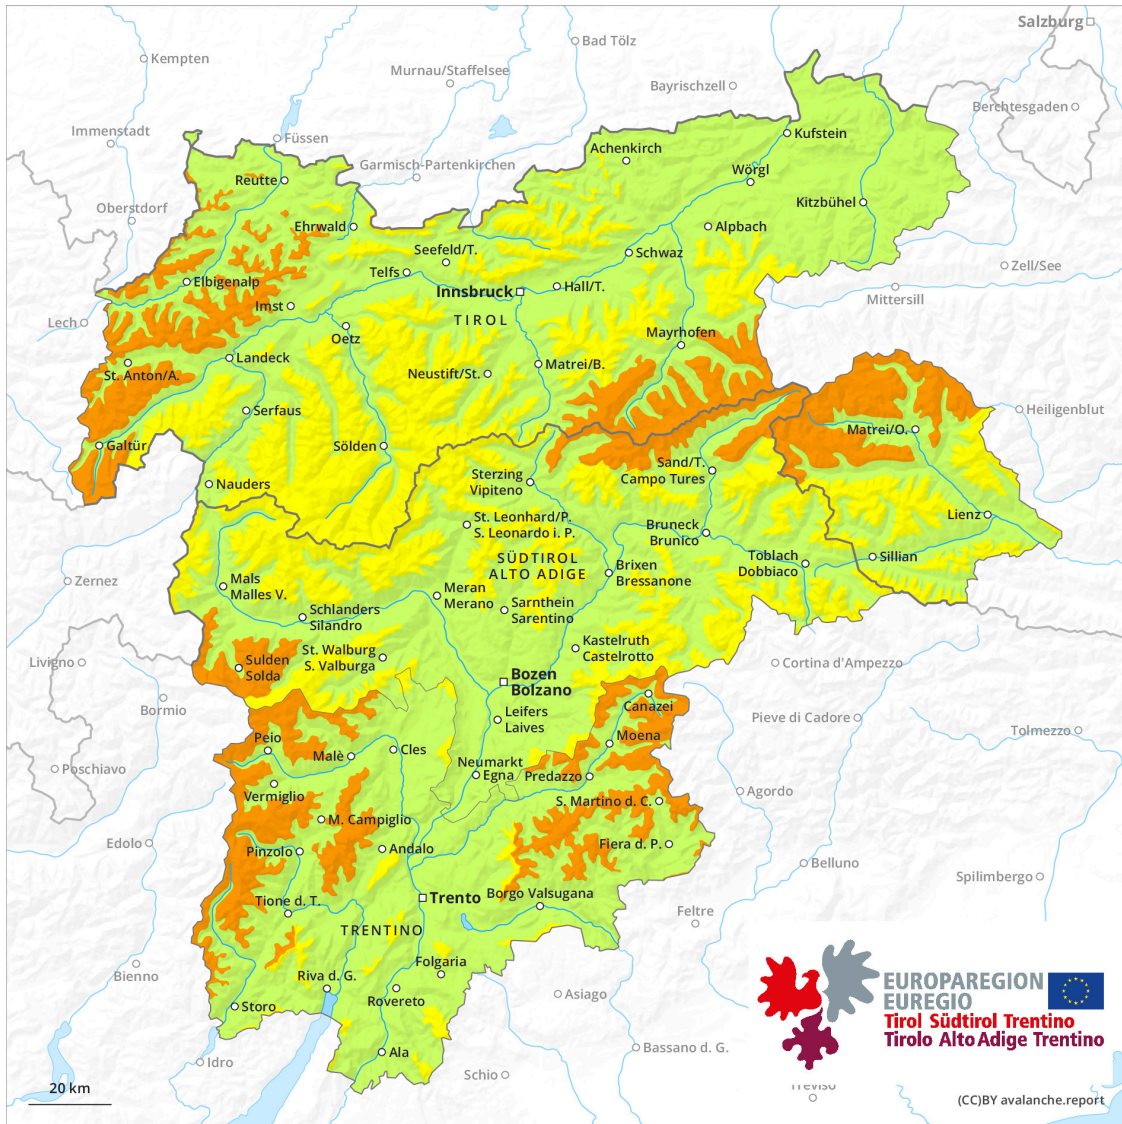 Salzburg
Bad Tölz
Kempten
Murnau/Staffelsee
Bayrischzell
Berchtesgaden
Immenstadt
Füssen
Kufstein
Achenkirch
Garmisch-Partenkirchen
Wörgl
Reutte
Kitzbühel
Oberstdorf
Ehrwald
Alpbach
Seefeld/T.
Schwaz
Zell/See
Telfs
Elbigenalp
Hall/T.
Innsbruck
Mittersill
Imst
Lech
TIROL
Oetz
Mayrhofen
Landeck
Matrei/B.
St. Anton/A.
Neustift/St.
Serfaus
Heiligenblut
Matrei/O.
Galtür
Sölden
Sand/T.
Campo Tures
Sterzing
Vipiteno
Nauders
Lienz
St. Leonhard/P.
S. Leonardo i. P.
Bruneck
Brunico
SÜDTIROL
ALTO ADIGE
Toblach
Dobbiaco
Sillian
Brixen
Bressanone
Zernez
Mals
Malles V.
Meran
Merano
Sarnthein
Sarentino
Schlanders
Silandro
Kastelruth
Castelrotto
St. Walburg
S. Valburga
Livigno
Sulden
Solda
Cortina d'Ampezzo
Bozen
Bolzano
Canazei
Bormio
Leifers
Laives
Pieve di Cadore
Tolmezzo
Peio
Moena
Cles
Malè
Neumarkt
Egna
Predazzo
Poschiavo
Agordo
Vermiglio
S. Martino d. C.
M. Campiglio
Edolo
Pinzolo
Andalo
Fiera d. P.
Belluno
Spilimbergo
Trento
Borgo Valsugana
Tione d. T.
Feltre
TRENTINO
Folgaria
Bienno
Riva d. G.
Rovereto
Asiago
Storo
EUROPAREGION
EUREGIO
Tirol Südtirol Trentino
Tirolo Alto Adige Trentino
Ala
Bassano d. G.
Idro
Schio
Treviso
20 km
(CC)BY avalanche.report